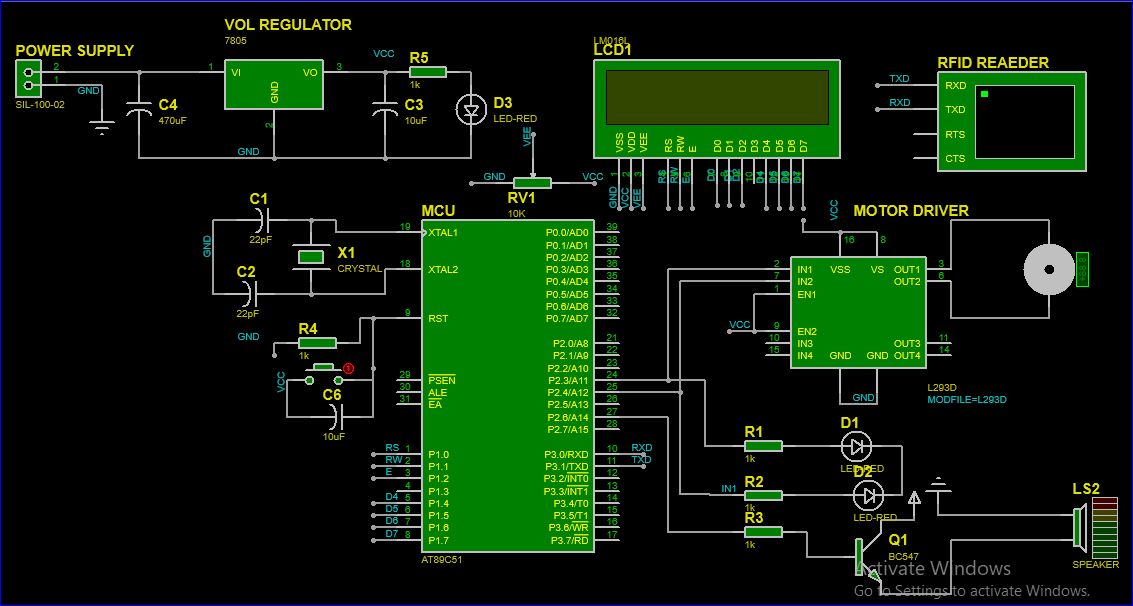 VOL REGULATOR
7805
POWER SUPPLY
2
1
GND
SIL-100-02
C4
470uF
1
VI
VO
GND
3
2
GND
VCC
R5
1k
C3
10uF
D3
LED-RED
VEE
GND
VCC
RV1
10K
LM016L
LCD1
VSS
VDD
VEE
RS
RW
E
D0
D1
D2
D3
D4
D5
D6
D7
GND
VCC
VEE
RS
RW
E
D4
D5
D6
D7
RFID REAEDER
TXD
RXD
RXD
TXD
RTS
CTS
C1
22pF
GND
X1
CRYSTAL
C2
22pF
R4
1k
GND
VCC
C6
10uF
MCU
19 XTAL1
18 XTAL2
9 RST
29 PSEN
30 ALE
31 EA
RS 1 P1.0
RW 2 P1.1
E 3 P1.2
4 P1.3
D4 5 P1.4
D5 6 P1.5
D6 7 P1.6
D7 8 P1.7
P0.0/AD0 39
P0.1/AD1 38
P0.2/AD2 37
P0.3/AD3 36
P0.4/AD4 35
P0.5/AD5 34
P0.6/AD6 33
P0.7/AD7 32
P2.0/A8 21
P2.1/A9 22
P2.2/A10 23
P2.3/A11 24
P2.4/A12 25
P2.5/A13 26
P2.6/A14 27
P2.7/A15 28
P3.0/RXD 10 RXD
P3.1/TXD 11 TXD
P3.2/INT0 12
P3.3/INT1 13
P3.4/T0 14
P3.5/T1 15
P3.6/WR 16
P3.7/RD 17
AT89C51
VCC
MOTOR DRIVER
16
8
2 IN1
7 IN2
1 EN1
VCC
9 EN2
10 IN3
15 IN4
VSS
VS
OUT1 3
OUT2 6
OUT3 11
OUT4 14
GND
GND
GND
L293D
MODFILE=L293D
R1
1k
D1
LED-RED
IN1
R2
1k
D2
LED-RED
R3
1k
Q1
BC547
LS2
SPEAKER
Activate Windows
Go to Settings to activate Windows.